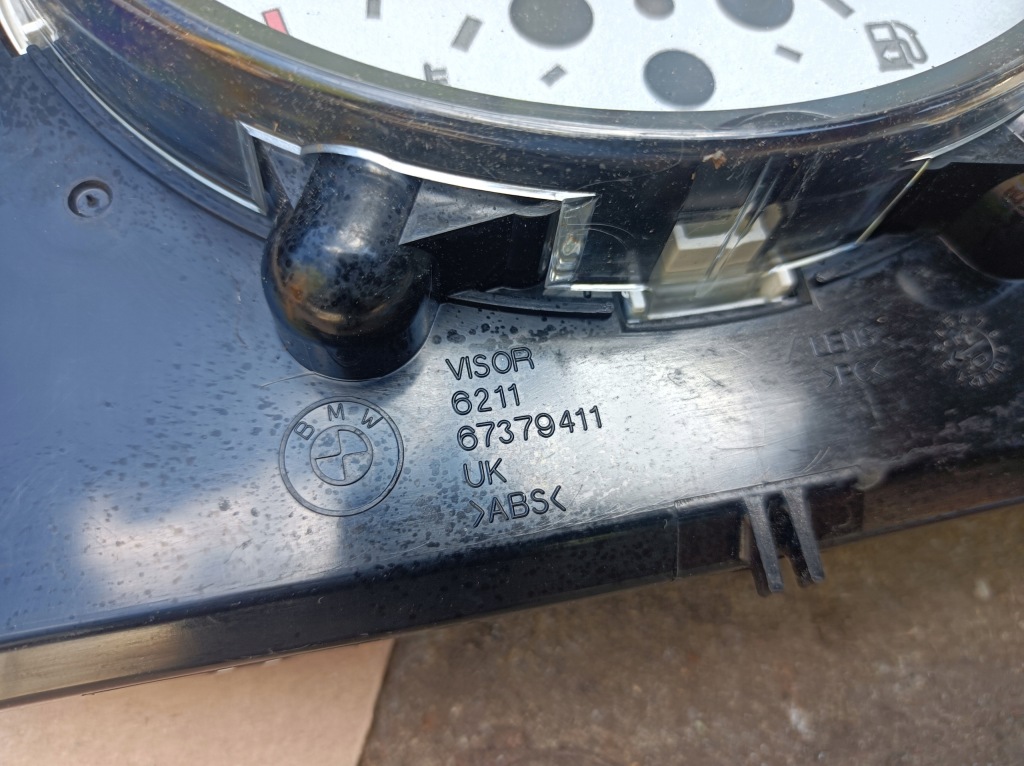 BMW
VISOR
6211
67379411
UK
>ABS<